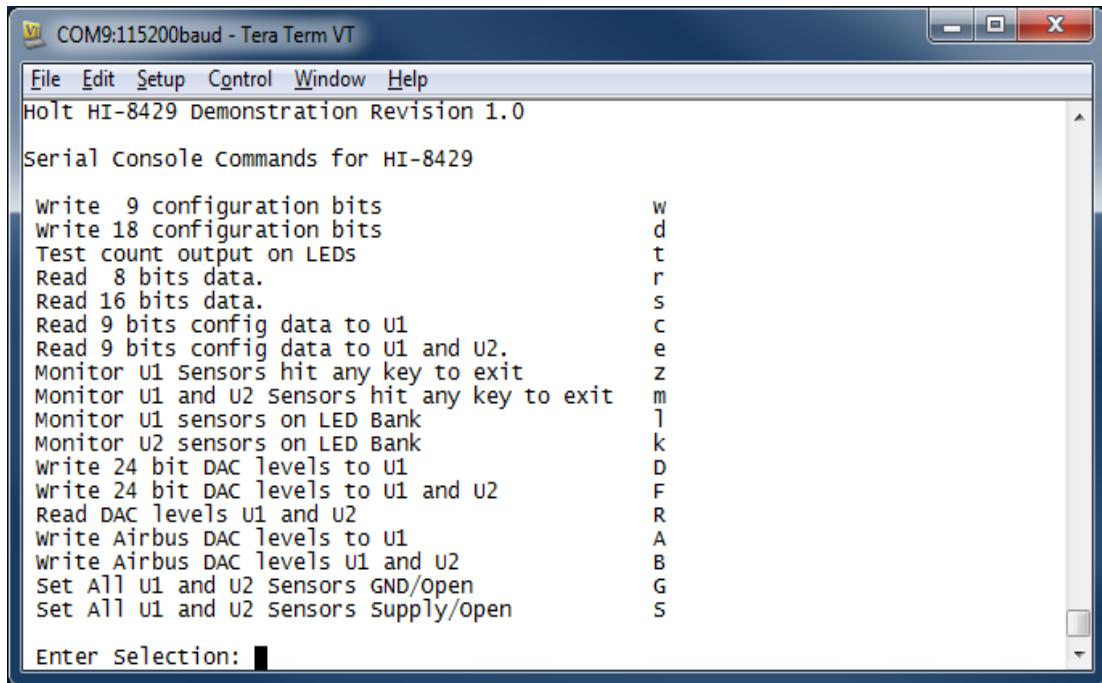 COM9:115200baud - Tera Term VT
File Edit Setup Control Window Help
Holt HI-8429 Demonstration Revision 1.0
Serial Console Commands for HI-8429
Write  9 configuration bits w
Write 18 configuration bits d
Test count output on LEDs t
Read  8 bits data. r
Read 16 bits data. s
Read 9 bits config data to U1 c
Read 9 bits config data to U1 and U2. e
Monitor U1 Sensors hit any key to exit z
Monitor U1 and U2 Sensors hit any key to exit m
Monitor U1 sensors on LED Bank l
Monitor U2 sensors on LED Bank k
Write 24 bit DAC levels to U1 D
Write 24 bit DAC levels to U1 and U2 F
Read DAC levels U1 and U2 R
Write Airbus DAC levels to U1 A
Write Airbus DAC levels U1 and U2 B
Set All U1 and U2 Sensors GND/Open G
Set All U1 and U2 Sensors Supply/Open S
Enter Selection: